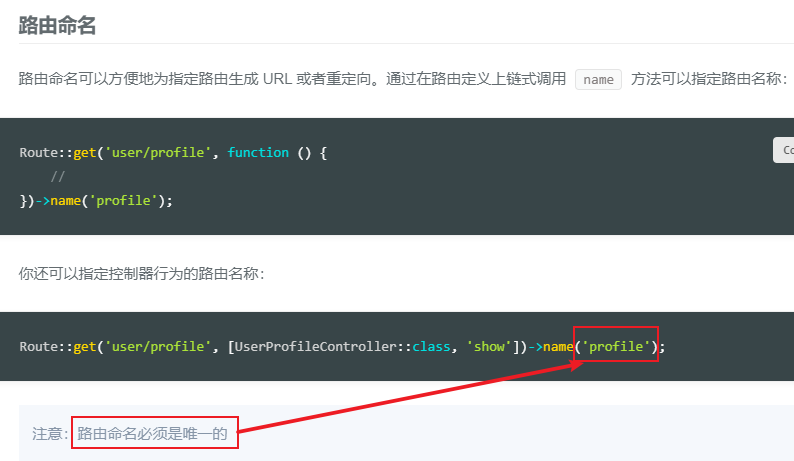 路由命名
路由命名可以方便地为指定路由生成 URL 或者重定向。通过在路由定义上链式调用 name 方法可以指定路由名称：
Route::get('user/profile', function () {
//
})->name('profile');
Co
你还可以指定控制器行为的路由名称：
Route::get('user/profile', [UserProfileController::class, 'show'])->name('profile');
注意：路由命名必须是唯一的